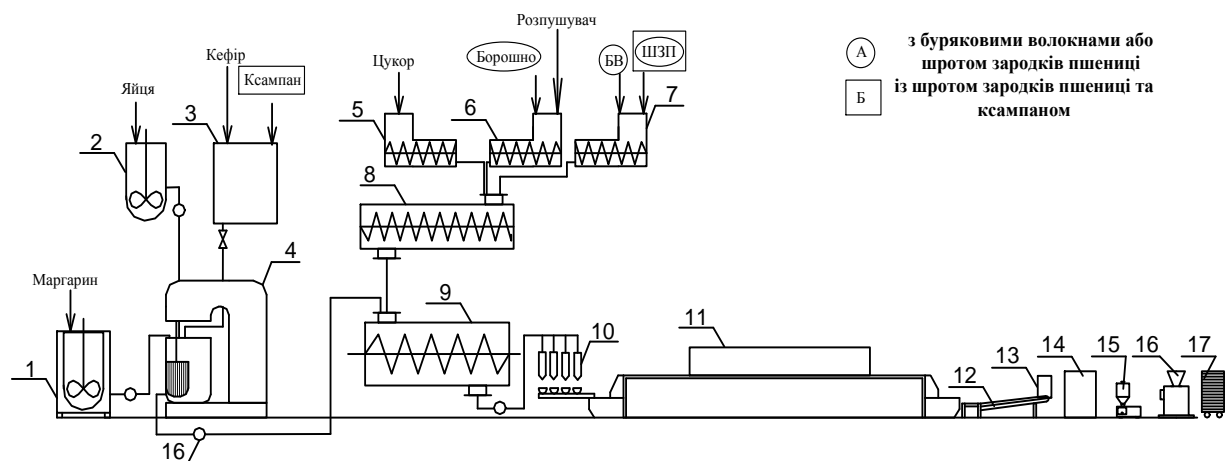 Розпушувач
Кефір
Цукор
Борошно
БВ
ШЗП
Яйця
Ксампан
А
з буряковими волокнами або
шротом зародків пшениці
Б
із шротом зародків пшениці та
ксампаном
2
3
5
6
7
8
4
Маргарин
9
10
11
1
12
13
14
15
16
17
16